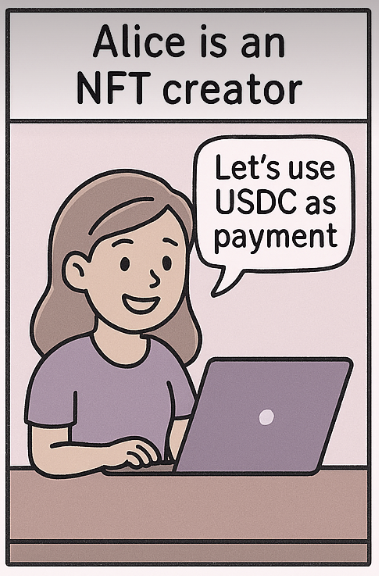 Alice is an
NFT creator
Let's use
USDC as
payment